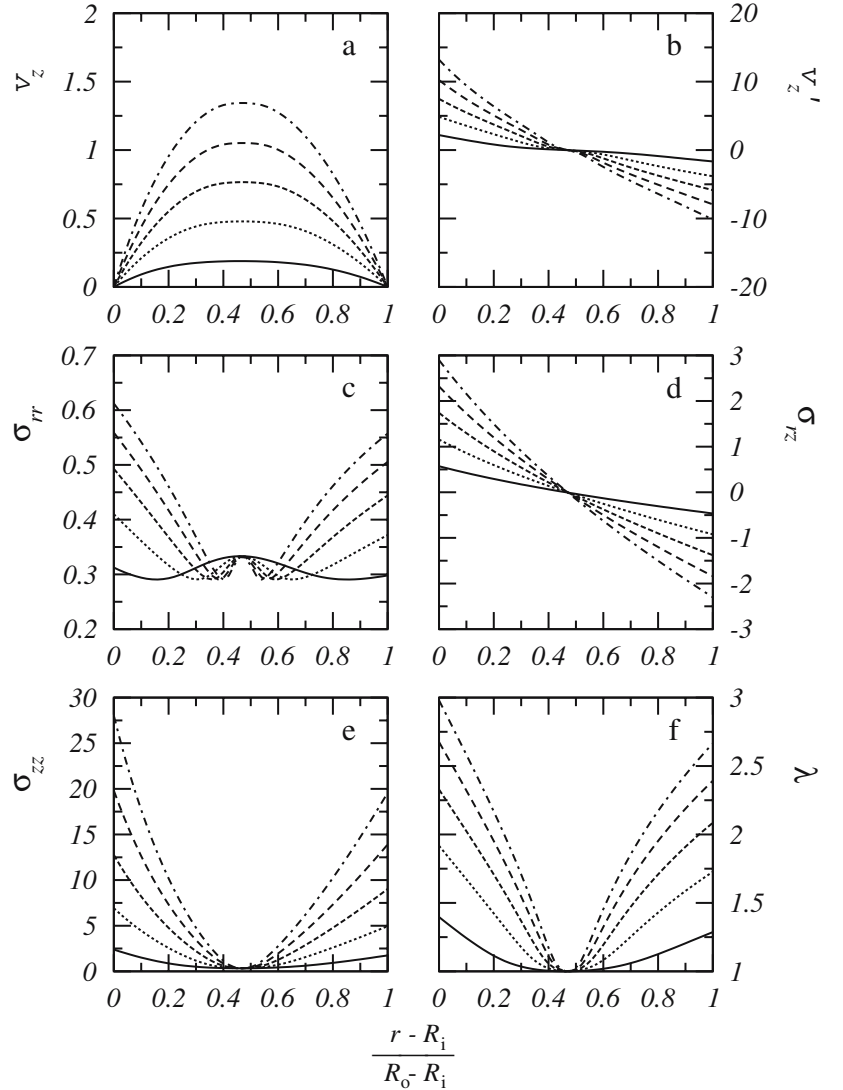 2 1.5 1 0.5 0
v_z
a
0 0.2 0.4 0.6 0.8 1
20 10 0 -10 -20
v_z'
b
0 0.2 0.4 0.6 0.8 1
0.7 0.6 0.5 0.4 0.3 0.2
σ_rr
c
0 0.2 0.4 0.6 0.8 1
3 2 1 0 -1 -2 -3
σ_rz
d
0 0.2 0.4 0.6 0.8 1
30 25 20 15 10 5 0
σ_zz
e
0 0.2 0.4 0.6 0.8 1
3 2.5 2 1.5 1
λ
f
0 0.2 0.4 0.6 0.8 1
r - R_i
R_o - R_i